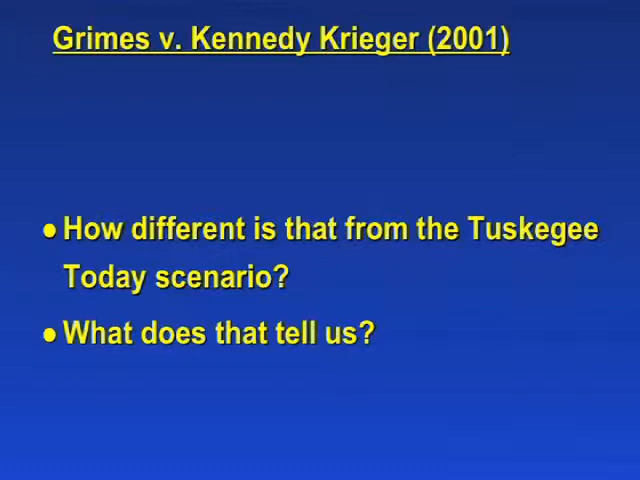 Grimes v. Kennedy Krieger (2001)
● How different is that from the Tuskegee
Today scenario?
● What does that tell us?